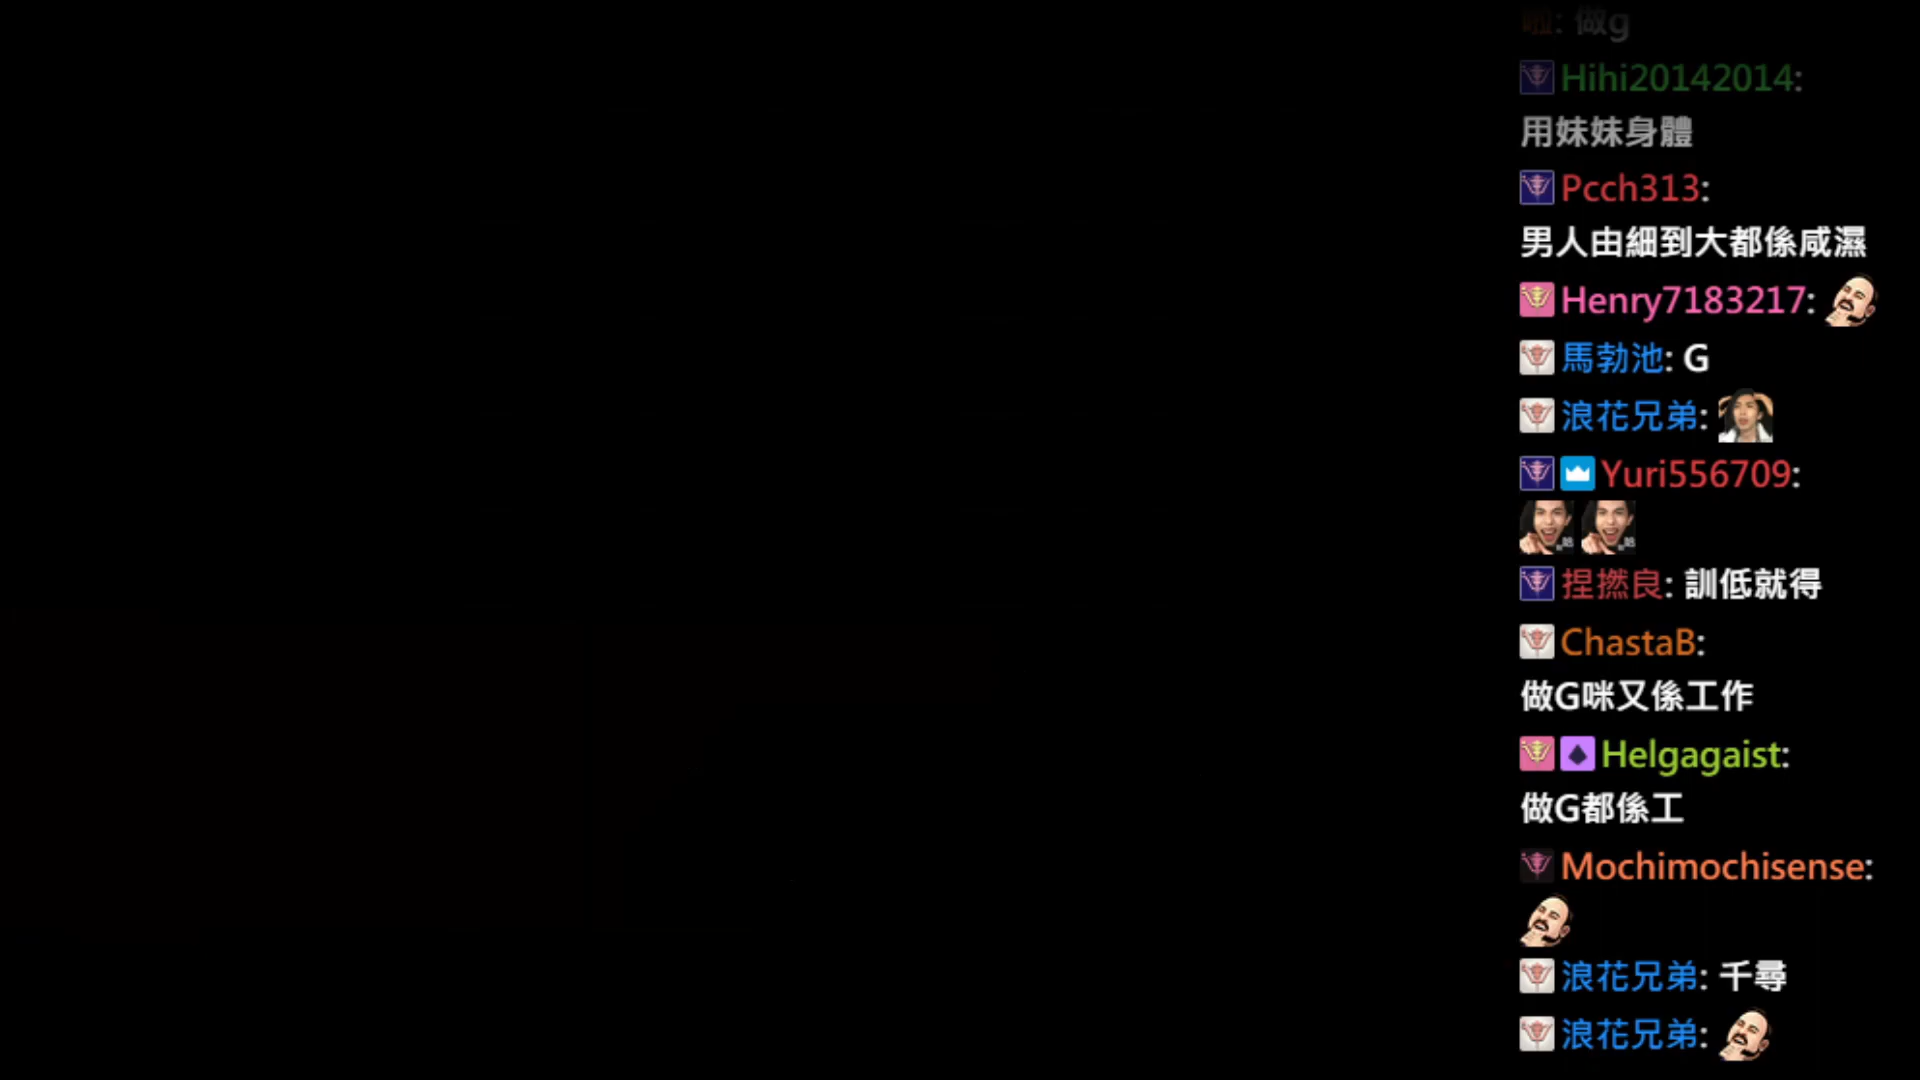 啦: 做g
Hihi20142014:
用妹妹身體
Pcch313:
男人由細到大都係咸濕
Henry7183217:
馬勃池: G
浪花兄弟:
Yuri556709:
捏撚良: 訓低就得
ChastaB:
做G咪又係工作
Helgagaist:
做G都係工
Mochimochisense:
浪花兄弟: 千尋
浪花兄弟: